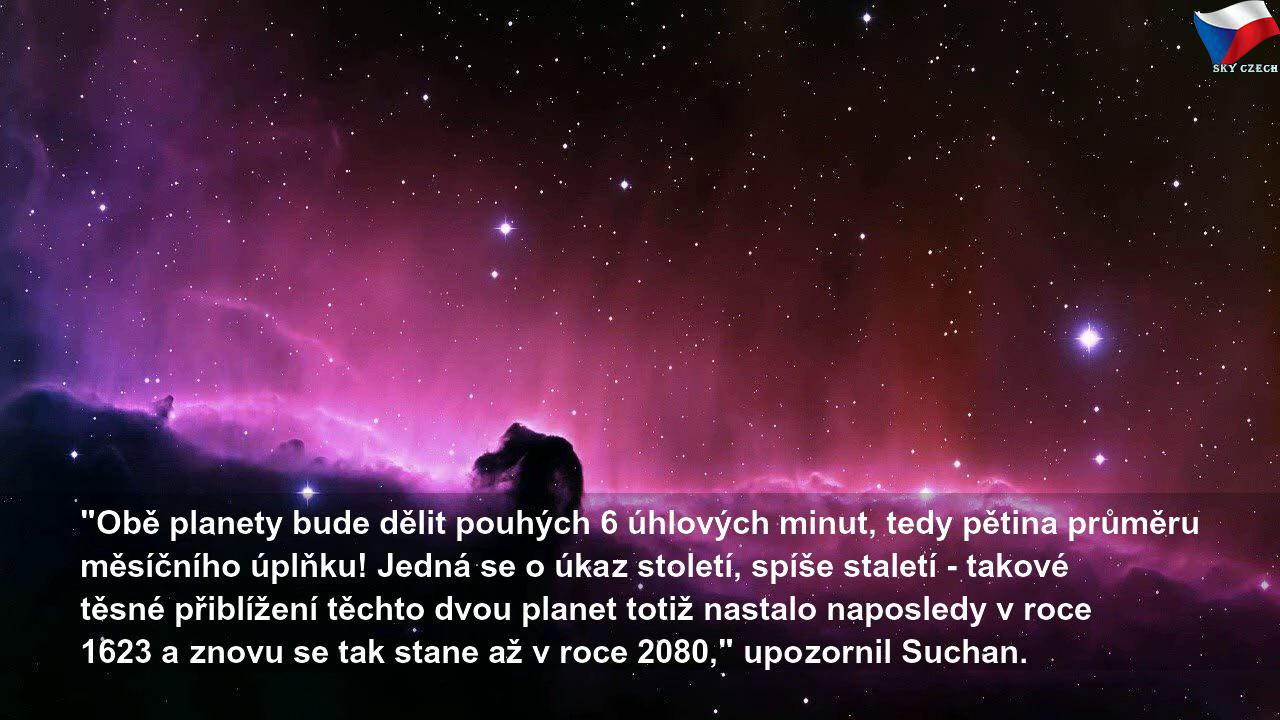 SKY CZECH
"Obě planety bude dělit pouhých 6 úhlových minut, tedy pětina průměru
měsíčního úplňku! Jedná se o úkaz století, spíše staletí - takové
těsné přiblížení těchto dvou planet totiž nastalo naposledy v roce
1623 a znovu se tak stane až v roce 2080," upozornil Suchan.